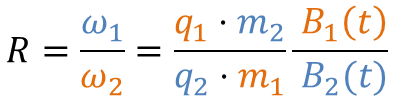 R = ω₁/ω₂ = (q₁ · m₂)/(q₂ · m₁) B₁(t)/B₂(t)